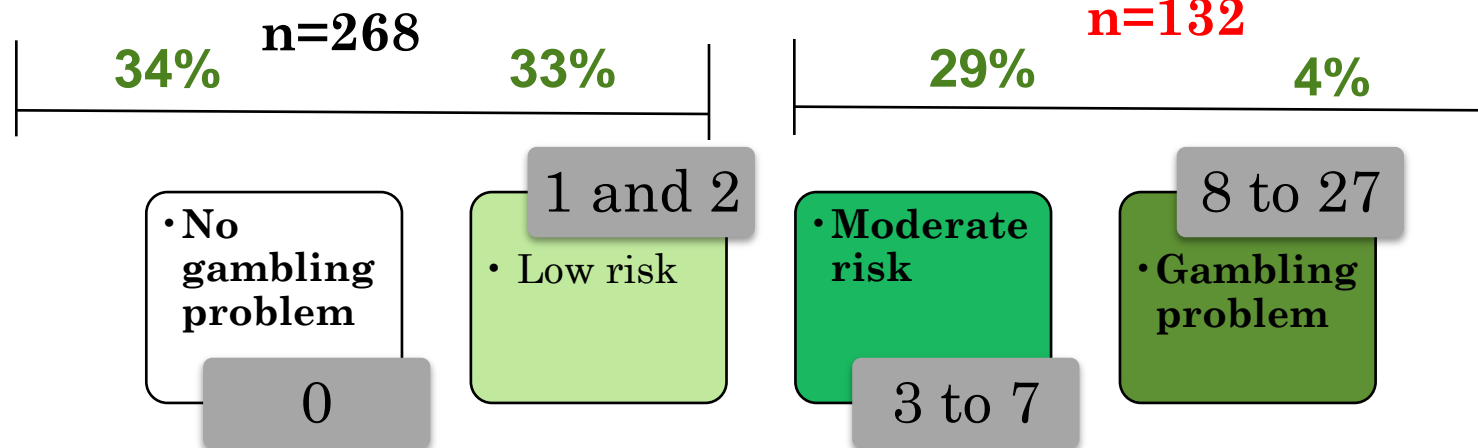 n=268
n=132
34%
33%
29%
4%
1 and 2
8 to 27
• No
gambling
problem
• Low risk
• Moderate
risk
• Gambling
problem
0
3 to 7